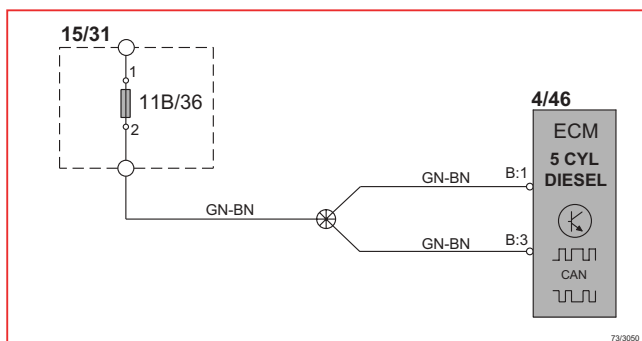 15/31
1
11B/36
2
4/46
ECM
5 CYL
DIESEL
GN-BN
B:1
GN-BN
GN-BN
B:3
CAN
73/3050